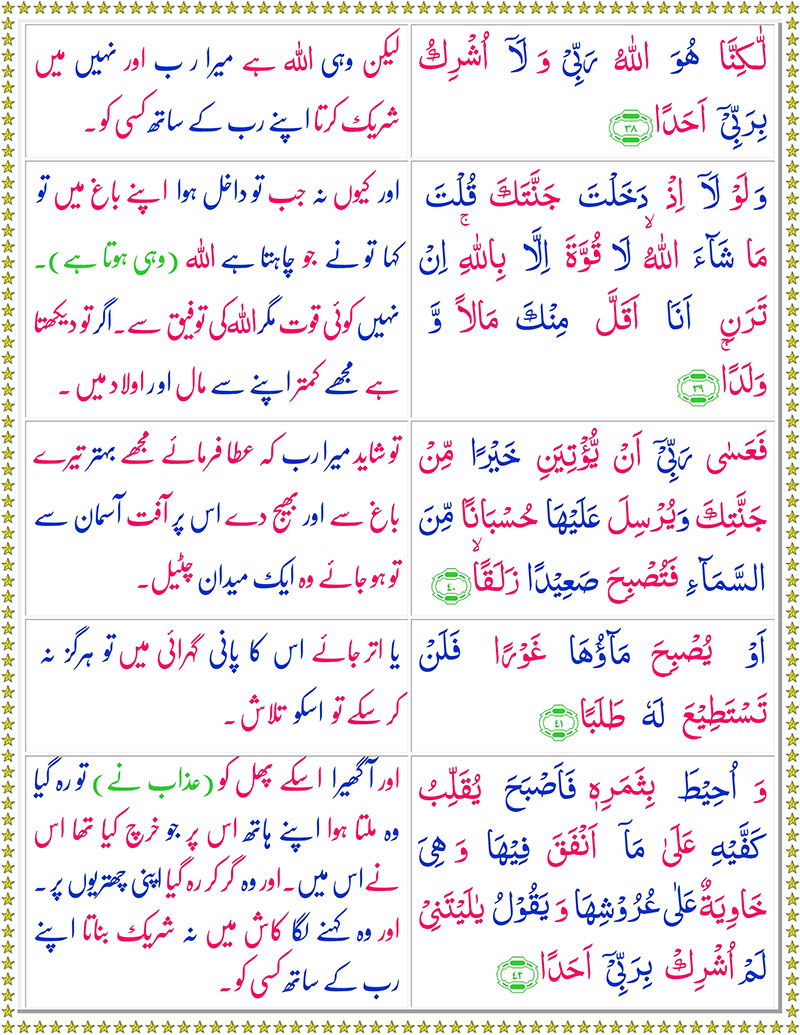 لٰكِنَّا۠ هُوَ اللّٰهُ رَبِّىْ وَ لَاۤ اُشْرِكُ
بِرَبِّىْۤ اَحَدًا ﴿٣٨﴾
لیکن وہی اللہ ہے میرا رب اور نہیں میں
شریک کرتا اپنے رب کے ساتھ کسی کو۔
وَ لَوْ لَاۤ اِذْ دَخَلْتَ جَنَّتَكَ قُلْتَ
مَا شَآءَ اللّٰهُ ۙ لَا قُوَّةَ اِلَّا بِاللّٰهِ ۚ اِنْ
تَرَنِ اَنَا اَقَلَّ مِنْكَ مَالًا وَّ
وَلَدًا ۚ ﴿٣٩﴾
اور کیوں نہ جب تو داخل ہوا اپنے باغ میں تو
کہا تو نے جو چاہتا ہے اللہ (وہی ہوتا ہے)۔
نہیں کوئی قوت مگر اللہ کی توفیق سے۔ اگر تو دیکھتا
ہے مجھے کمتر اپنے سے مال اور اولاد میں ۔
فَعَسٰى رَبِّىْۤ اَنْ يُّؤْتِيَنِ خَيْرًا مِّنْ
جَنَّتِكَ وَيُرْسِلَ عَلَيْهَا حُسْبَانًا مِّنَ
السَّمَآءِ فَتُصْبِحَ صَعِيْدًا زَلَقًا ۙ ﴿٤٠﴾
تو شاید میرا رب کہ عطا فرمائے مجھے بہتر تیرے
باغ سے اور بھیج دے اس پر آفت آسمان سے
تو ہو جائے وہ ایک میدان چٹیل۔
اَوْ يُصْبِحَ مَآؤُهَا غَوْرًا فَلَنْ
تَسْتَطِيْعَ لَهٗ طَلَبًا ﴿٤١﴾
یا اتر جائے اس کا پانی گہرائی میں تو ہرگز نہ
کر سکے تو اسکو تلاش ۔
وَ اُحِيْطَ بِثَمَرِهٖ فَاَصْبَحَ يُقَلِّبُ
كَفَّيْهِ عَلٰى مَاۤ اَنْفَقَ فِيْهَا وَ هِىَ
خَاوِيَةٌ عَلٰى عُرُوْشِهَا وَ يَقُوْلُ يٰلَيْتَنِىْ
لَمْ اُشْرِكْ بِرَبِّىْۤ اَحَدًا ﴿٤٢﴾
اور آ گھیرا اسکے پھل کو (عذاب نے) تو رہ گیا
وہ ملتا ہوا اپنے ہاتھ اس پر جو خرچ کیا تھا اس
نے اس میں۔ اور وہ گر کر رہ گیا اپنی چھتریوں پر۔
اور وہ کہنے لگا کاش میں نہ شریک بناتا اپنے
رب کے ساتھ کسی کو۔